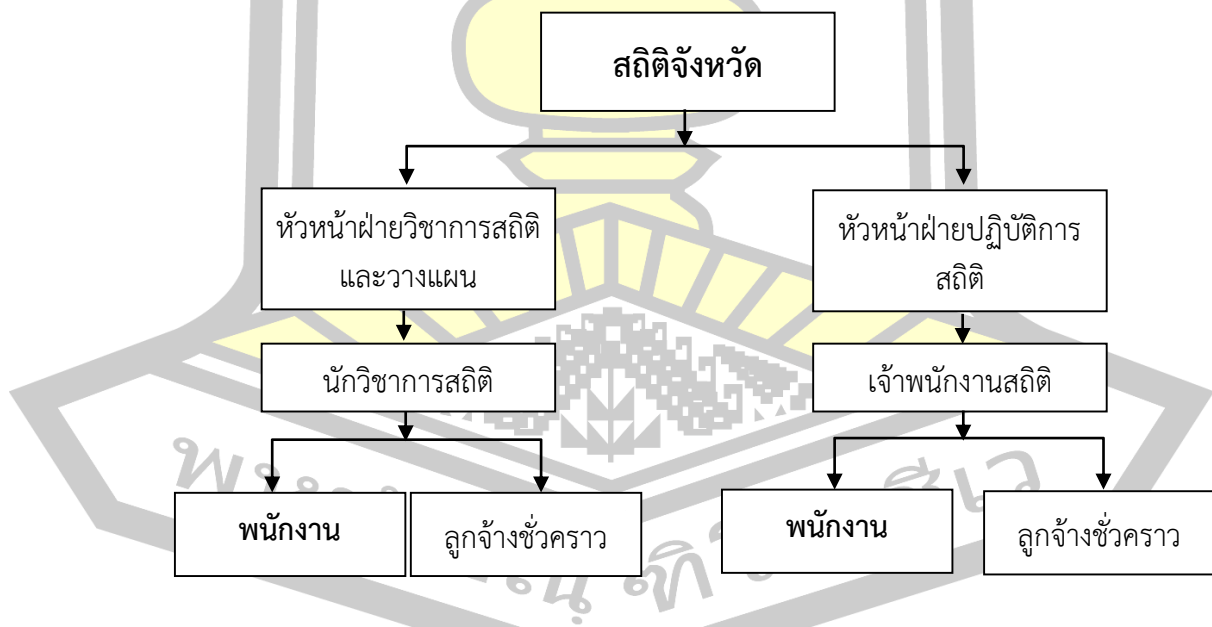 สถิติจังหวัด
หัวหน้าฝ่ายวิชาการสถิติ
และวางแผน
หัวหน้าฝ่ายปฏิบัติการ
สถิติ
นักวิชาการสถิติ
เจ้าพนักงานสถิติ
พนักงาน
ลูกจ้างชั่วคราว
พนักงาน
ลูกจ้างชั่วคราว